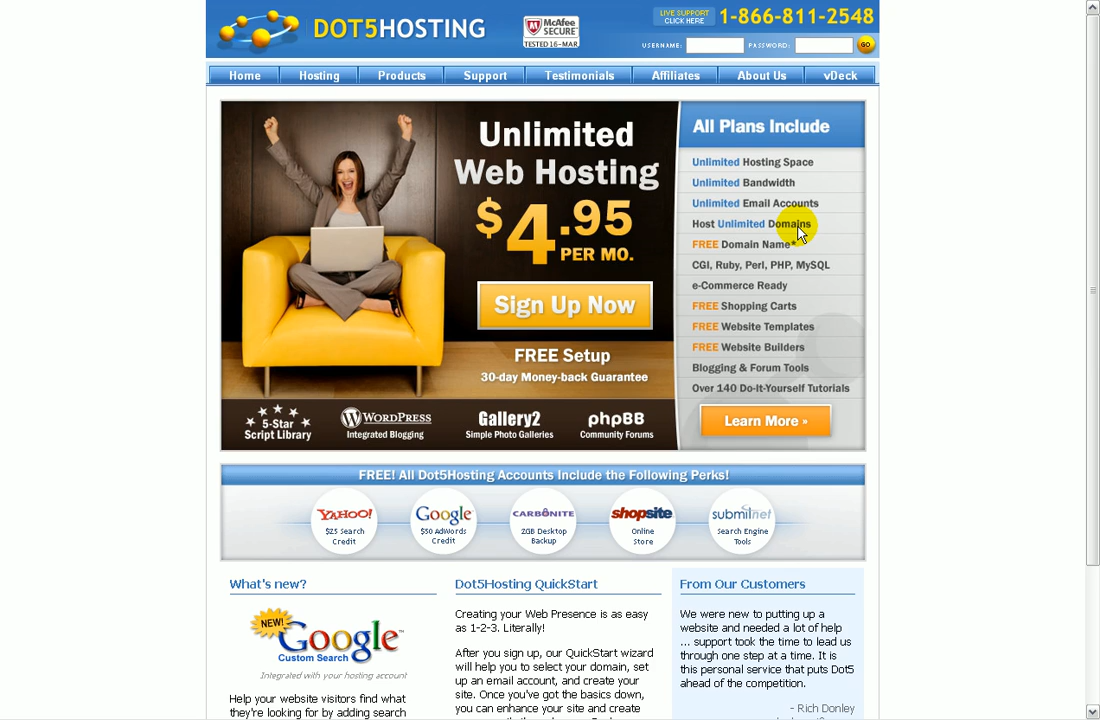 DOT5HOSTING
McAfee
SECURE
TESTED 16-MAR
LIVE SUPPORT
CLICK HERE
1-866-811-2548
USERNAME:
PASSWORD:
GO
Home
Hosting
Products
Support
Testimonials
Affiliates
About Us
vDeck
Unlimited
Web Hosting
$4.95
PER MO.
Sign Up Now
FREE Setup
30-day Money-back Guarantee
5-Star
Script Library
WORDPRESS
Integrated Blogging
Gallery2
Simple Photo Galleries
phpBB
Community Forums
All Plans Include
Unlimited Hosting Space
Unlimited Bandwidth
Unlimited Email Accounts
Host Unlimited Domains
FREE Domain Name*
CGI, Ruby, Perl, PHP, MySQL
e-Commerce Ready
FREE Shopping Carts
FREE Website Templates
FREE Website Builders
Blogging & Forum Tools
Over 140 Do-It-Yourself Tutorials
Learn More »
FREE! All Dot5Hosting Accounts Include the Following Perks!
YAHOO!
$25 Search
Credit
Google
$50 AdWords
Credit
CARBONITE
2GB Desktop
Backup
shopsite
Online
Store
submitnet
Search Engine
Tools
What's new?
NEW!
Google™
Custom Search
Integrated with your hosting account
Help your website visitors find what
they're looking for by adding search
Dot5Hosting QuickStart
Creating your Web Presence is as easy
as 1-2-3. Literally!
After you sign up, our QuickStart wizard
will help you to select your domain, set
up an email account, and create your
site. Once you've got the basics down,
you can enhance your site and create
From Our Customers
We were new to putting up a
website and needed a lot of help
... support took the time to lead us
through one step at a time. It is
this personal service that puts Dot5
ahead of the competition.
- Rich Donley